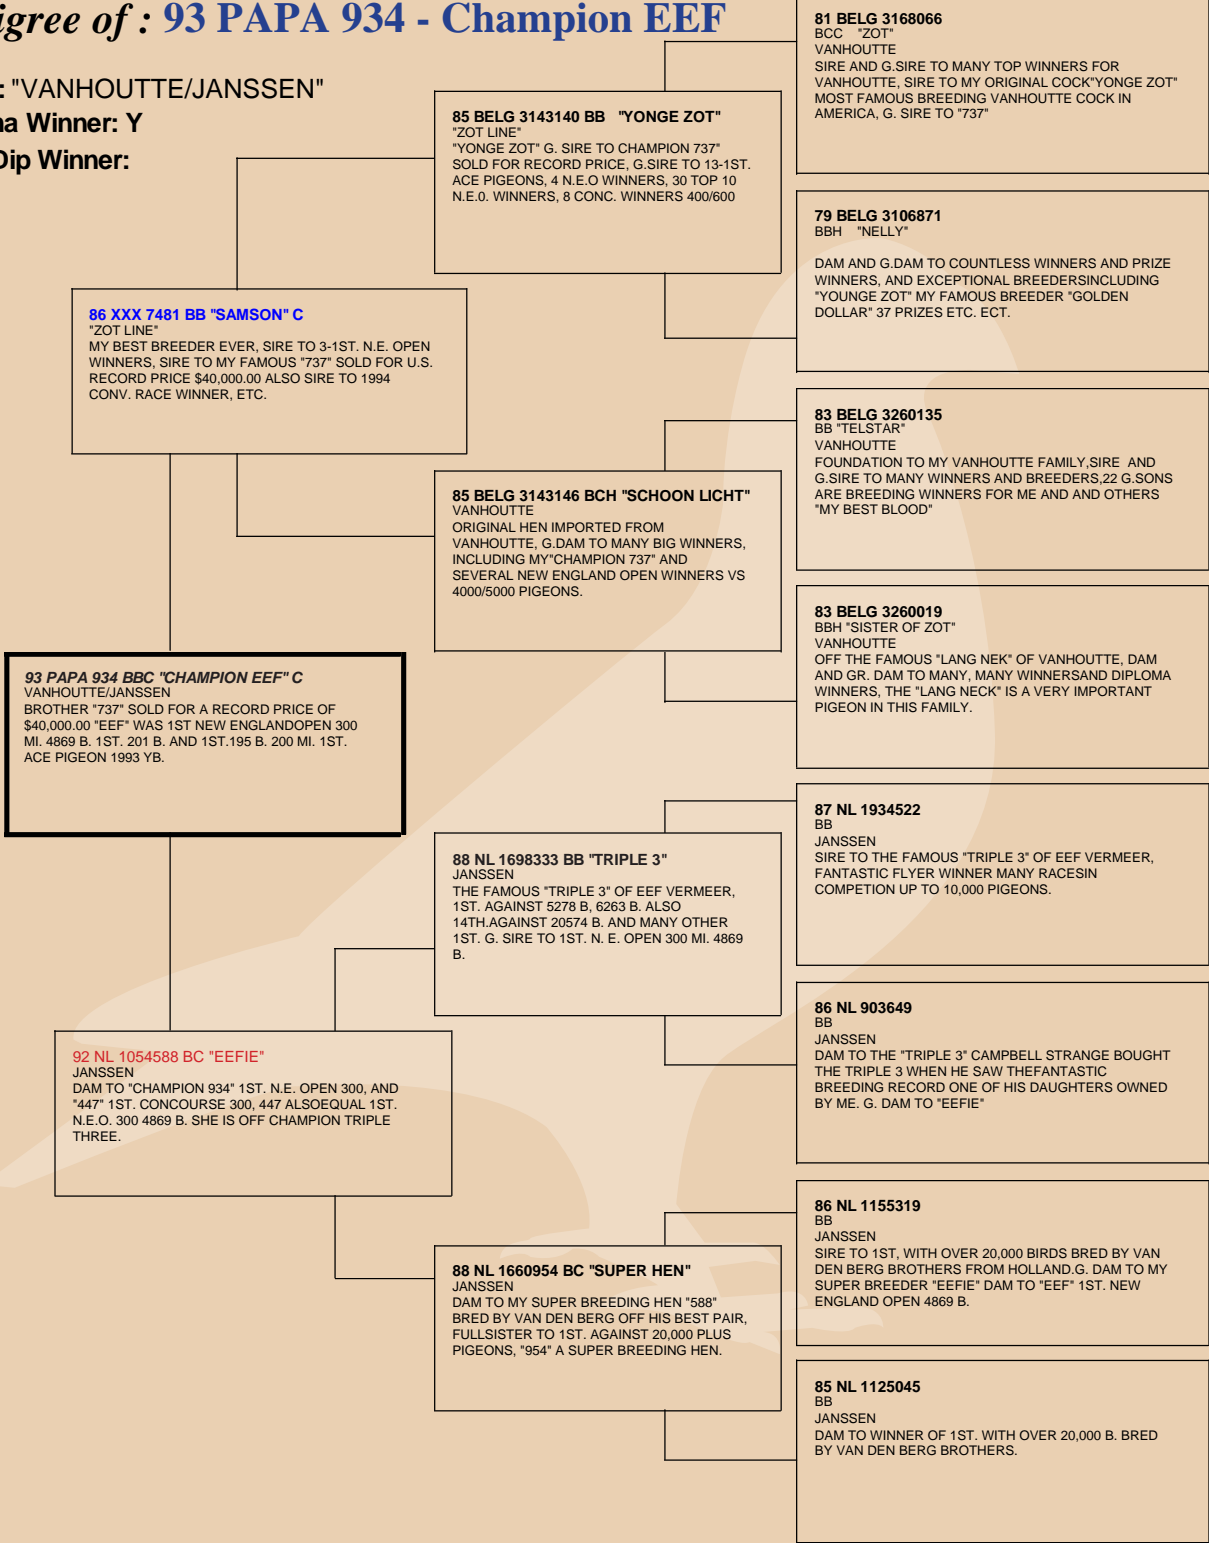 igree of : 93 PAPA 934 - Champion EEF
: "VANHOUTTE/JANSSEN"
na Winner: Y
Dip Winner:
93 PAPA 934 BBC "CHAMPION EEF" C
VANHOUTTE/JANSSEN
BROTHER "737" SOLD FOR A RECORD PRICE OF
$40,000.00 "EEF" WAS 1ST NEW ENGLANDOPEN 300
MI. 4869 B. 1ST. 201 B. AND 1ST.195 B. 200 MI. 1ST.
ACE PIGEON 1993 YB.
86 XXX 7481 BB "SAMSON" C
"ZOT LINE"
MY BEST BREEDER EVER, SIRE TO 3-1ST. N.E. OPEN
WINNERS, SIRE TO MY FAMOUS "737" SOLD FOR U.S.
RECORD PRICE $40,000.00 ALSO SIRE TO 1994
CONV. RACE WINNER, ETC.
92 NL 1054588 BC "EEFIE"
JANSSEN
DAM TO "CHAMPION 934" 1ST. N.E. OPEN 300, AND
"447" 1ST. CONCOURSE 300, 447 ALSOEQUAL 1ST.
N.E.O. 300 4869 B. SHE IS OFF CHAMPION TRIPLE
THREE.
85 BELG 3143140 BB "YONGE ZOT"
"ZOT LINE"
"YONGE ZOT" G. SIRE TO CHAMPION 737"
SOLD FOR RECORD PRICE, G.SIRE TO 13-1ST.
ACE PIGEONS, 4 N.E.O WINNERS, 30 TOP 10
N.E.0. WINNERS, 8 CONC. WINNERS 400/600
85 BELG 3143146 BCH "SCHOON LICHT"
VANHOUTTE
ORIGINAL HEN IMPORTED FROM
VANHOUTTE, G.DAM TO MANY BIG WINNERS,
INCLUDING MY"CHAMPION 737" AND
SEVERAL NEW ENGLAND OPEN WINNERS VS
4000/5000 PIGEONS.
88 NL 1698333 BB "TRIPLE 3"
JANSSEN
THE FAMOUS "TRIPLE 3" OF EEF VERMEER,
1ST. AGAINST 5278 B, 6263 B. ALSO
14TH.AGAINST 20574 B. AND MANY OTHER
1ST. G. SIRE TO 1ST. N. E. OPEN 300 MI. 4869
B.
88 NL 1660954 BC "SUPER HEN"
JANSSEN
DAM TO MY SUPER BREEDING HEN "588"
BRED BY VAN DEN BERG OFF HIS BEST PAIR,
FULLSISTER TO 1ST. AGAINST 20,000 PLUS
PIGEONS, "954" A SUPER BREEDING HEN.
81 BELG 3168066
BCC "ZOT"
VANHOUTTE
SIRE AND G.SIRE TO MANY TOP WINNERS FOR
VANHOUTTE, SIRE TO MY ORIGINAL COCK"YONGE ZOT"
MOST FAMOUS BREEDING VANHOUTTE COCK IN
AMERICA, G. SIRE TO "737"
79 BELG 3106871
BBH "NELLY"
DAM AND G.DAM TO COUNTLESS WINNERS AND PRIZE
WINNERS, AND EXCEPTIONAL BREEDERSINCLUDING
"YOUNGE ZOT" MY FAMOUS BREEDER "GOLDEN
DOLLAR" 37 PRIZES ETC. ECT.
83 BELG 3260135
BB "TELSTAR"
VANHOUTTE
FOUNDATION TO MY VANHOUTTE FAMILY,SIRE AND
G.SIRE TO MANY WINNERS AND BREEDERS,22 G.SONS
ARE BREEDING WINNERS FOR ME AND AND OTHERS
"MY BEST BLOOD"
83 BELG 3260019
BBH "SISTER OF ZOT"
VANHOUTTE
OFF THE FAMOUS "LANG NEK" OF VANHOUTTE, DAM
AND GR. DAM TO MANY, MANY WINNERSAND DIPLOMA
WINNERS, THE "LANG NECK" IS A VERY IMPORTANT
PIGEON IN THIS FAMILY.
87 NL 1934522
BB
JANSSEN
SIRE TO THE FAMOUS "TRIPLE 3" OF EEF VERMEER,
FANTASTIC FLYER WINNER MANY RACESIN
COMPETION UP TO 10,000 PIGEONS.
86 NL 903649
BB
JANSSEN
DAM TO THE "TRIPLE 3" CAMPBELL STRANGE BOUGHT
THE TRIPLE 3 WHEN HE SAW THEFANTASTIC
BREEDING RECORD ONE OF HIS DAUGHTERS OWNED
BY ME. G. DAM TO "EEFIE"
86 NL 1155319
BB
JANSSEN
SIRE TO 1ST, WITH OVER 20,000 BIRDS BRED BY VAN
DEN BERG BROTHERS FROM HOLLAND.G. DAM TO MY
SUPER BREEDER "EEFIE" DAM TO "EEF" 1ST. NEW
ENGLAND OPEN 4869 B.
85 NL 1125045
BB
JANSSEN
DAM TO WINNER OF 1ST. WITH OVER 20,000 B. BRED
BY VAN DEN BERG BROTHERS.